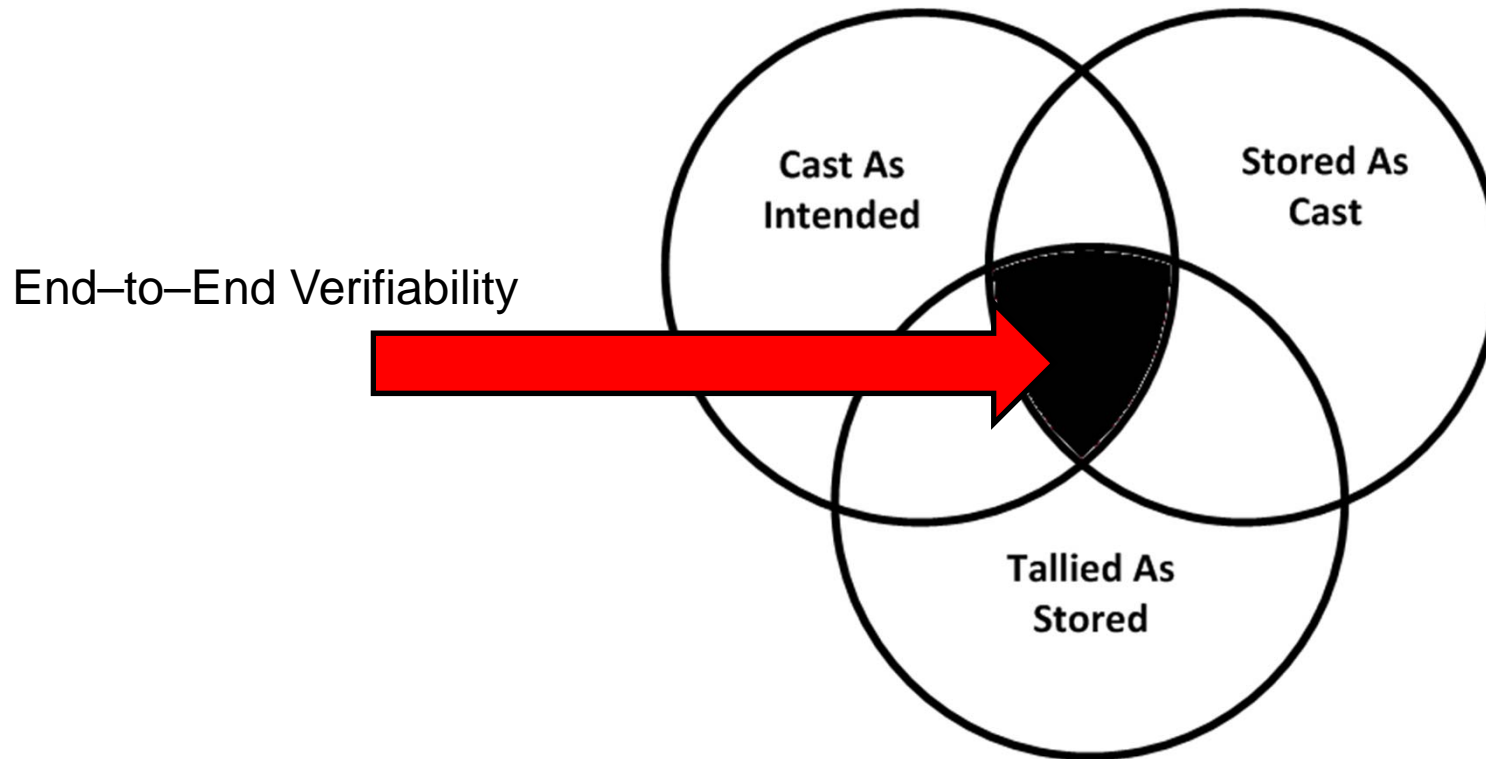 Cast As
Intended
Stored As
Cast
End–to–End Verifiability
Tallied As
Stored